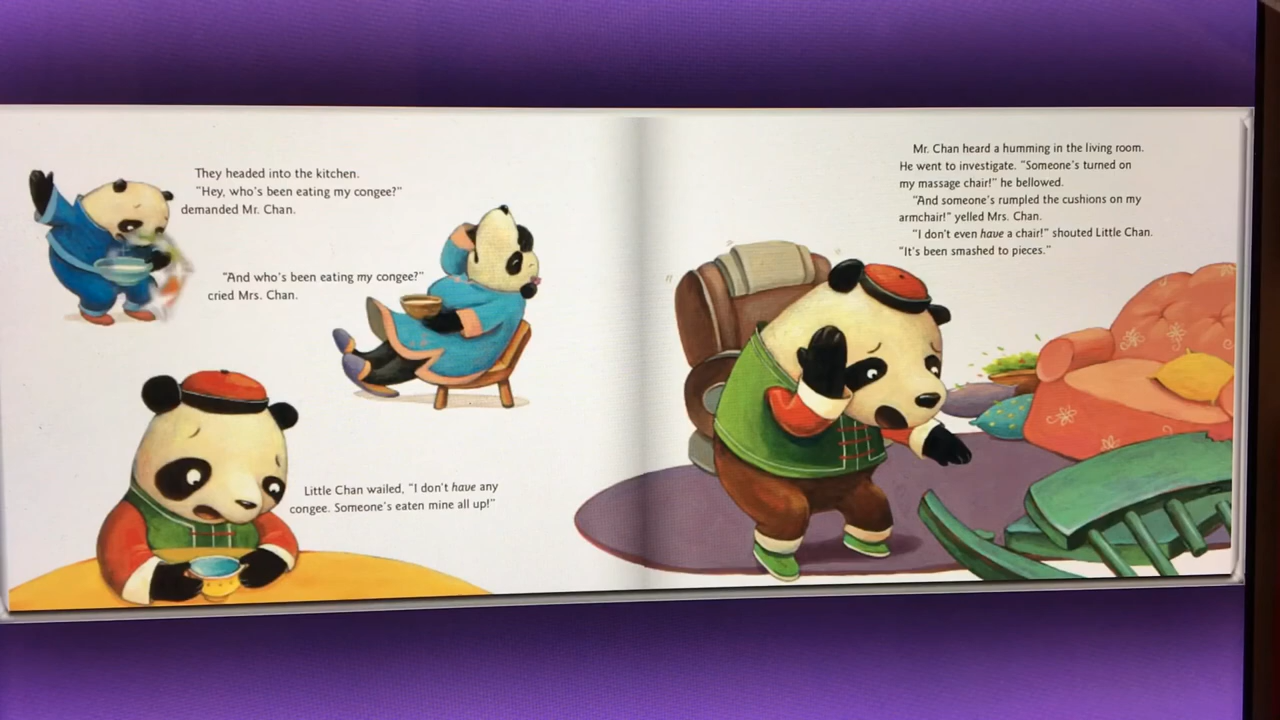 They headed into the kitchen.
"Hey, who's been eating my congee?"
demanded Mr. Chan.
"And who's been eating my congee?"
cried Mrs. Chan.
Little Chan wailed, "I don't have any
congee. Someone's eaten mine all up!"
Mr. Chan heard a humming in the living room.
He went to investigate. "Someone's turned on
my massage chair!" he bellowed.
"And someone's rumpled the cushions on my
armchair!" yelled Mrs. Chan.
"I don't even have a chair!" shouted Little Chan.
"It's been smashed to pieces."